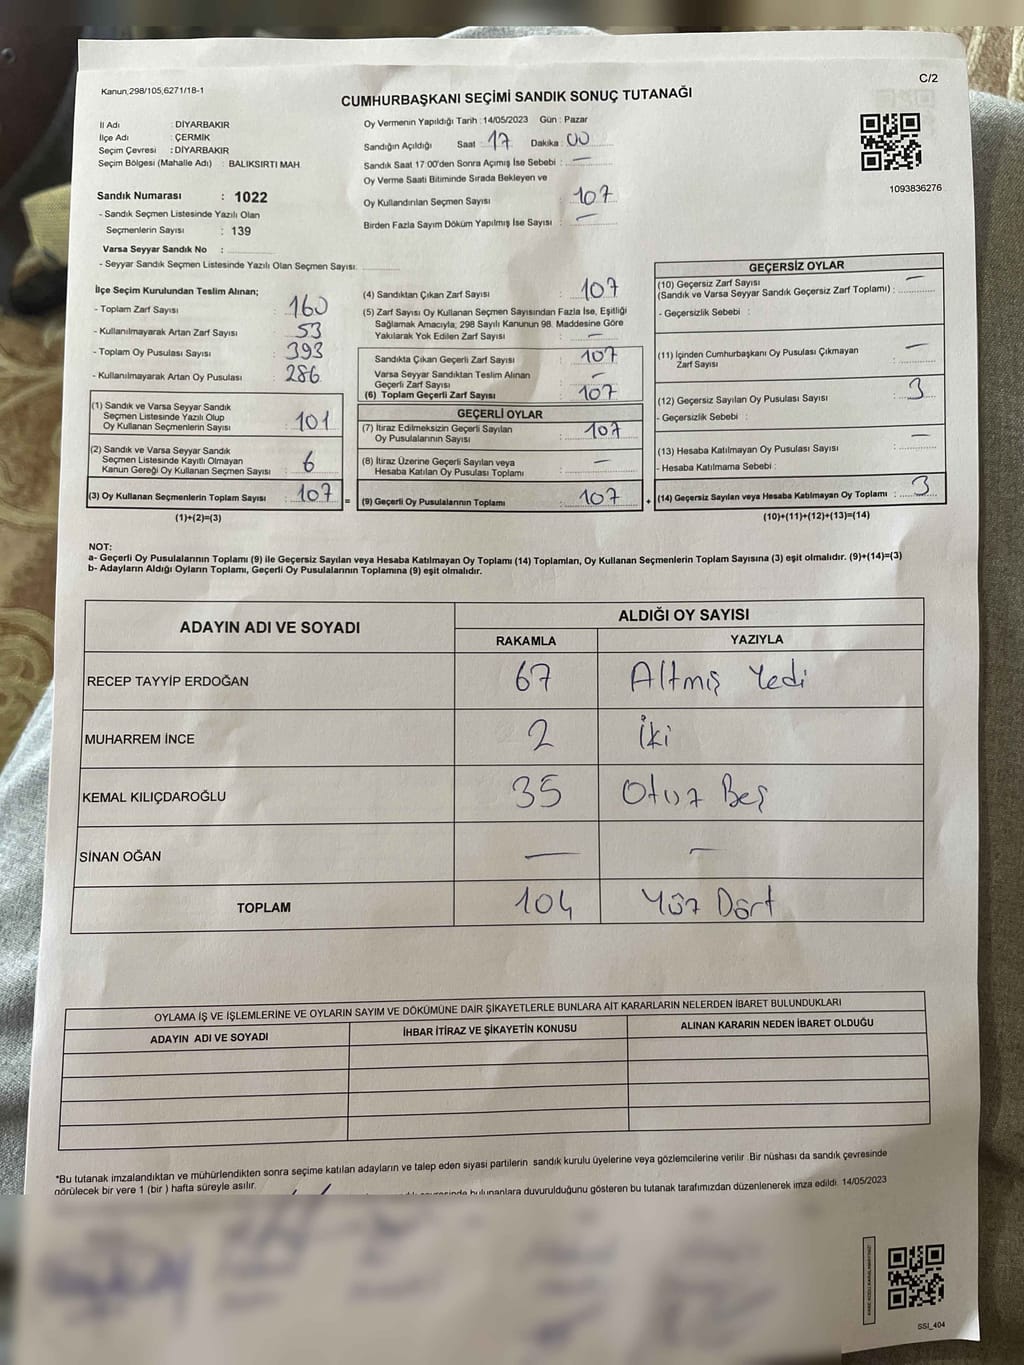 C/2
Kanun,298/105,6271/18-1
CUMHURBAŞKANI SEÇİMİ SANDIK SONUÇ TUTANAĞI
İl Adı : DİYARBAKIR
İlçe Adı : ÇERMİK
Seçim Çevresi : DİYARBAKIR
Seçim Bölgesi (Mahalle Adı) : BALIKSIRTI MAH.
Oy Vermenin Yapıldığı Tarih : 14/05/2023 Gün : Pazar
Sandığın Açıldığı Saat : 17 Dakika : 00
Sandık Saat 17:00'den Sonra Açımış İse Sebebi : —
Oy Verme Saati Bitiminde Sırada Bekleyen ve
Oy Kullandırılan Seçmen Sayısı : 107
Birden Fazla Sayım Döküm Yapılmış İse Sayısı : —
1093836276
Sandık Numarası : 1022
- Sandık Seçmen Listesinde Yazılı Olan
Seçmenlerin Sayısı : 139
Varsa Seyyar Sandık No :
- Seyyar Sandık Seçmen Listesinde Yazılı Olan Seçmen Sayısı:
İlçe Seçim Kurulundan Teslim Alınan;
- Toplam Zarf Sayısı : 160
- Kullanılmayarak Artan Zarf Sayısı : 53
- Toplam Oy Pusulası Sayısı : 393
- Kullanılmayarak Artan Oy Pusulası : 286
(1) Sandık ve Varsa Seyyar Sandık
Seçmen Listesinde Yazılı Olup
Oy Kullanan Seçmenlerin Sayısı : 101
(2) Sandık ve Varsa Seyyar Sandık
Seçmen Listesinde Kayıtlı Olmayan
Kanun Gereği Oy Kullanan Seçmen Sayısı : 6
(3) Oy Kullanan Seçmenlerin Toplam Sayısı : 107 =
(1)+(2)=(3)
(4) Sandıktan Çıkan Zarf Sayısı : 107
(5) Zarf Sayısı Oy Kullanan Seçmen Sayısından Fazla İse, Eşitliği
Sağlamak Amacıyla; 298 Sayılı Kanunun 98. Maddesine Göre
Yakılarak Yok Edilen Zarf Sayısı : —
Sandıkta Çıkan Geçerli Zarf Sayısı : 107
Varsa Seyyar Sandıktan Teslim Alınan
Geçerli Zarf Sayısı : —
(6) Toplam Geçerli Zarf Sayısı : 107
GEÇERLİ OYLAR
(7) İtiraz Edilmeksizin Geçerli Sayılan
Oy Pusulalarının Sayısı : 107
(8) İtiraz Üzerine Geçerli Sayılan veya
Hesaba Katılan Oy Pusulası Toplamı : —
(9) Geçerli Oy Pusulalarının Toplamı : 107 +
GEÇERSİZ OYLAR
(10) Geçersiz Zarf Sayısı
(Sandık ve Varsa Seyyar Sandık Geçersiz Zarf Toplamı) : —
- Geçersizlik Sebebi :
(11) İçinden Cumhurbaşkanı Oy Pusulası Çıkmayan
Zarf Sayısı : —
(12) Geçersiz Sayılan Oy Pusulası Sayısı : 3
- Geçersizlik Sebebi :
(13) Hesaba Katılmayan Oy Pusulası Sayısı : —
- Hesaba Katılmama Sebebi :
(14) Geçersiz Sayılan veya Hesaba Katılmayan Oy Toplamı : 3
(10)+(11)+(12)+(13)=(14)
NOT:
a- Geçerli Oy Pusulalarının Toplamı (9) ile Geçersiz Sayılan veya Hesaba Katılmayan Oy Toplamı (14) Toplamları, Oy Kullanan Seçmenlerin Toplam Sayısına (3) eşit olmalıdır. (9)+(14)=(3)
b- Adayların Aldığı Oyların Toplamı, Geçerli Oy Pusulalarının Toplamına (9) eşit olmalıdır.
ADAYIN ADI VE SOYADI ALDIĞI OY SAYISI
RAKAMLA YAZIYLA
RECEP TAYYİP ERDOĞAN 67 Altmış Yedi
MUHARREM İNCE 2 İki
KEMAL KILIÇDAROĞLU 35 Otuz Beş
SİNAN OĞAN — —
TOPLAM 104 Yüz Dört
OYLAMA İŞ VE İŞLEMLERİNE VE OYLARIN SAYIM VE DÖKÜMÜNE DAİR ŞİKAYETLERLE BUNLARA AİT KARARLARIN NELERDEN İBARET BULUNDUKLARI
ADAYIN ADI VE SOYADI İHBAR İTİRAZ VE ŞİKAYETİN KONUSU ALINAN KARARIN NEDEN İBARET OLDUĞU
*Bu tutanak imzalandıktan ve mühürlendikten sonra seçime katılan adayların ve talep eden siyasi partilerin sandık kurulu üyelerine veya gözlemcilerine verilir .Bir nüshası da sandık çevresinde
görülecek bir yere 1 (bir ) hafta süreyle asılır.
bulunanlara duyurulduğunu gösteren bu tutanak tarafımızdan düzenlenerek imza edildi. 14/05/2023
SSI_404